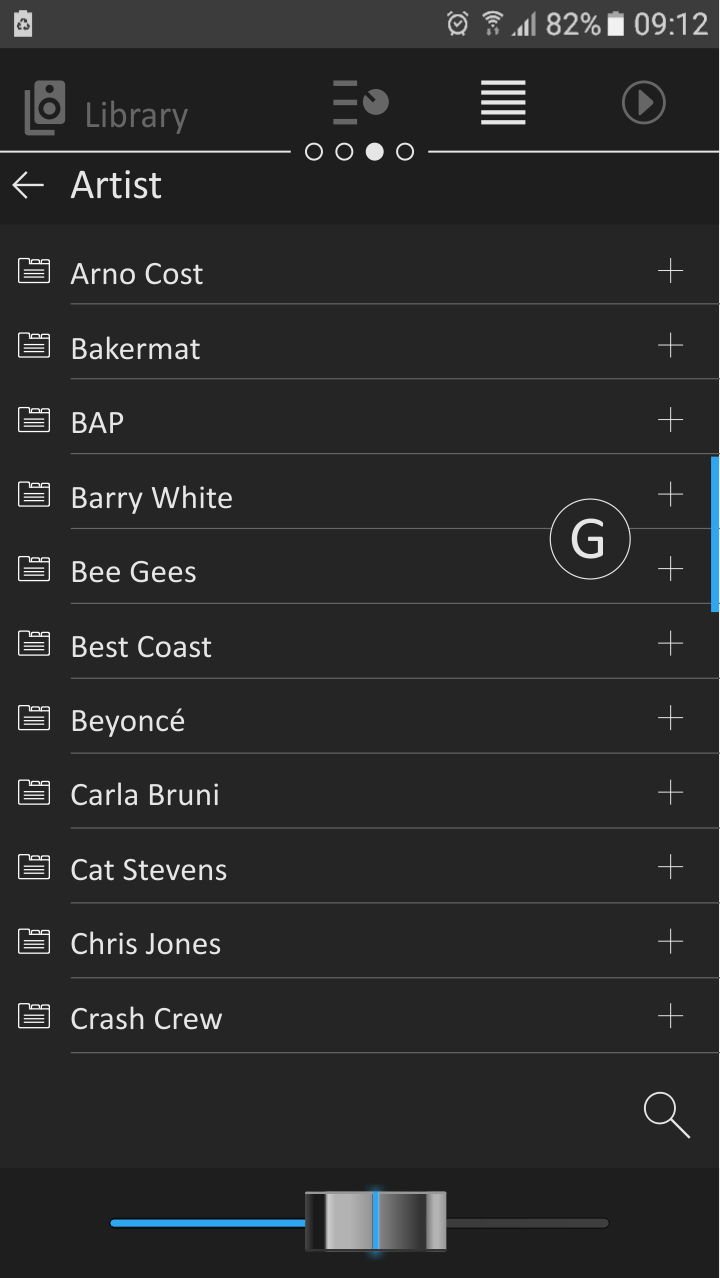 82% 09:12
Library
Artist
Arno Cost
Bakermat
BAP
Barry White
G
Bee Gees
Best Coast
Beyoncé
Carla Bruni
Cat Stevens
Chris Jones
Crash Crew